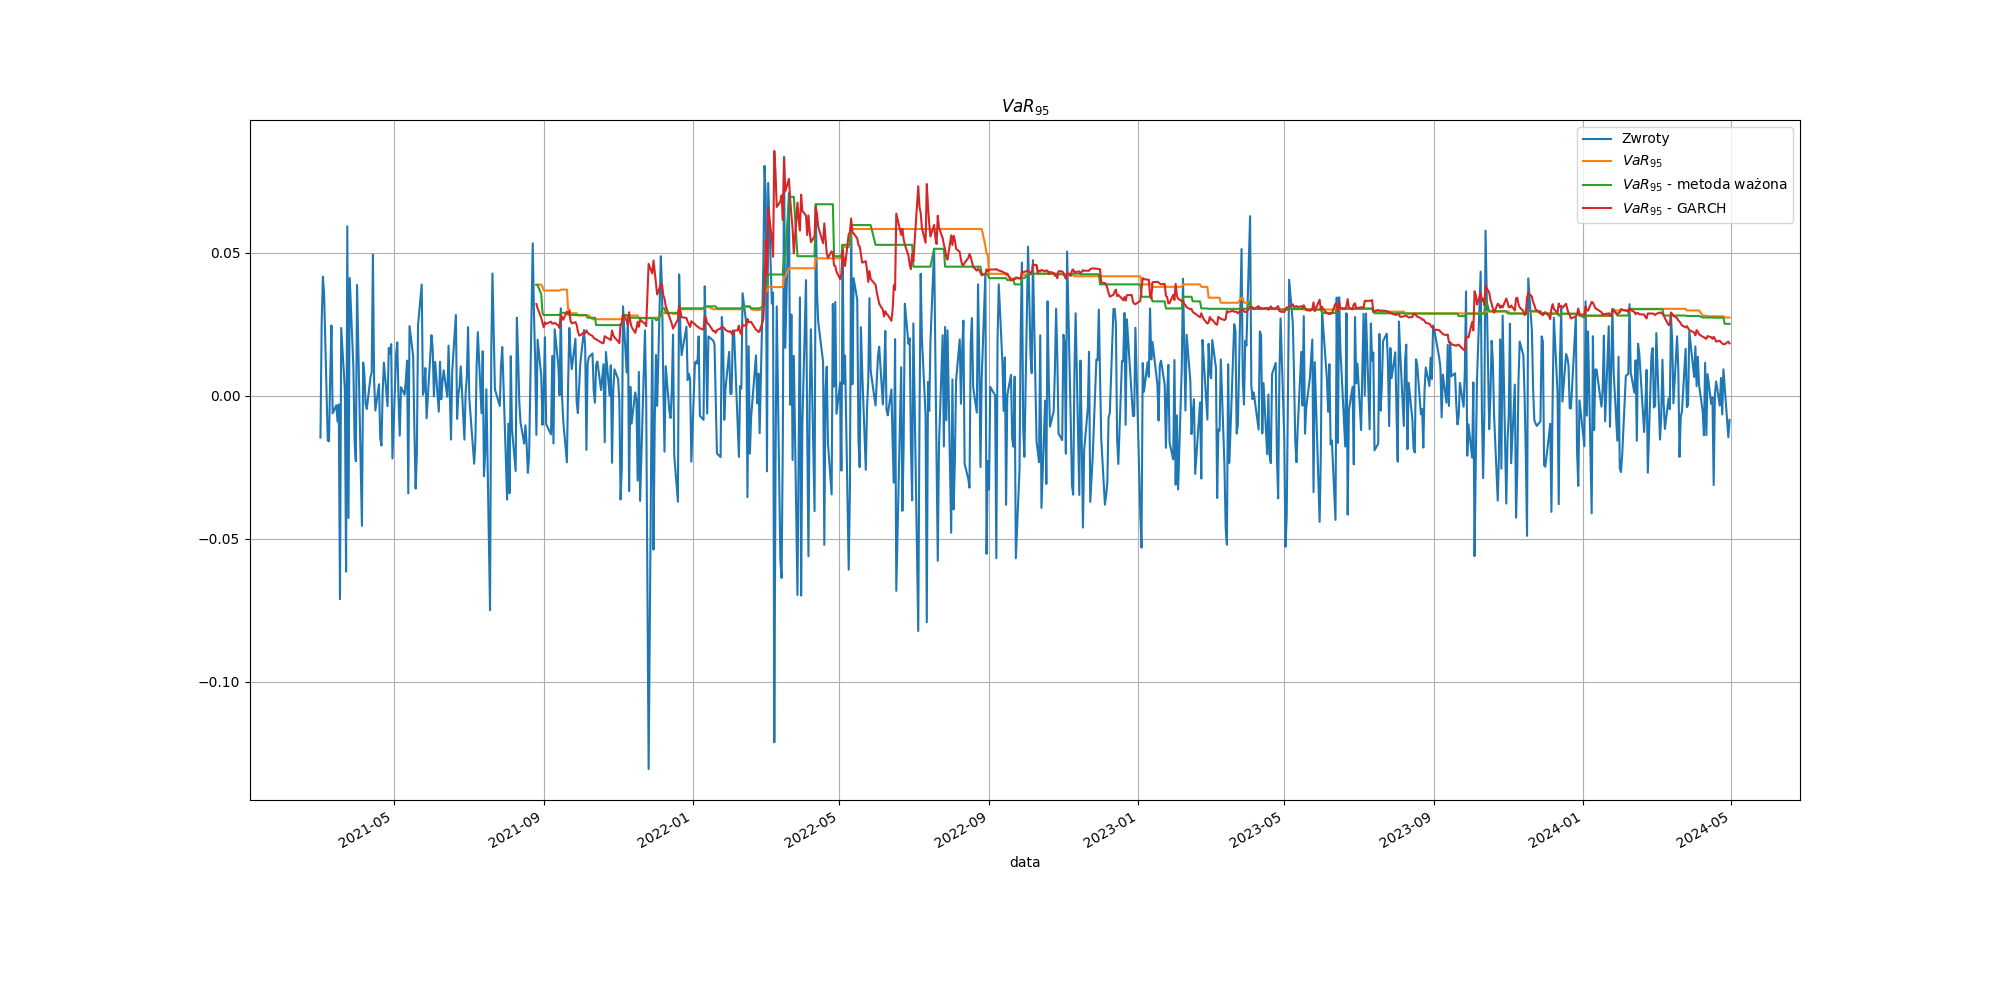 VaR₉₅
Zwroty
VaR₉₅
VaR₉₅ - metoda ważona
VaR₉₅ - GARCH
0.05
0.00
−0.05
−0.10
2021-05
2021-09
2022-01
2022-05
2022-09
2023-01
2023-05
2023-09
2024-01
2024-05
data